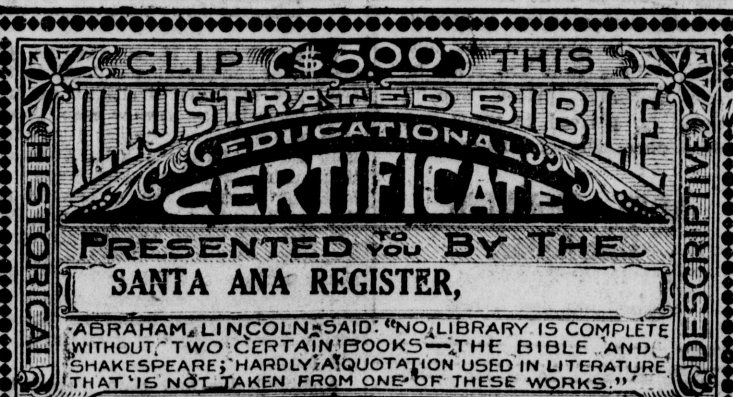 CLIP $5.00 THIS
ILLUSTRATED BIBLE
EDUCATIONAL
CERTIFICATE
PRESENTED TO YOU BY THE
SANTA ANA REGISTER,
HISTORICAL
DESCRIPTIVE
ABRAHAM LINCOLN SAID: "NO LIBRARY IS COMPLETE
WITHOUT TWO CERTAIN BOOKS—THE BIBLE AND
SHAKESPEARE; HARDLY A QUOTATION USED IN LITERATURE
THAT IS NOT TAKEN FROM ONE OF THESE WORKS."